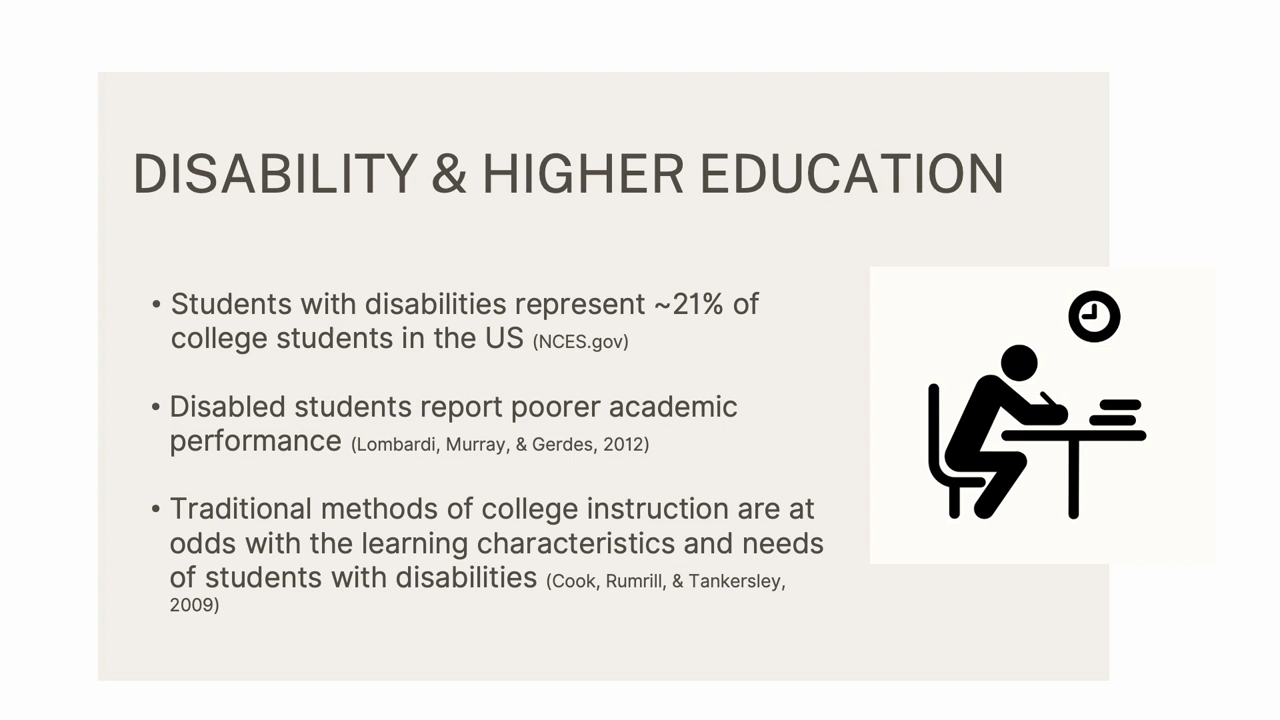 DISABILITY & HIGHER EDUCATION
• Students with disabilities represent ~21% of
college students in the US (NCES.gov)
• Disabled students report poorer academic
performance (Lombardi, Murray, & Gerdes, 2012)
• Traditional methods of college instruction are at
odds with the learning characteristics and needs
of students with disabilities (Cook, Rumrill, & Tankersley,
2009)